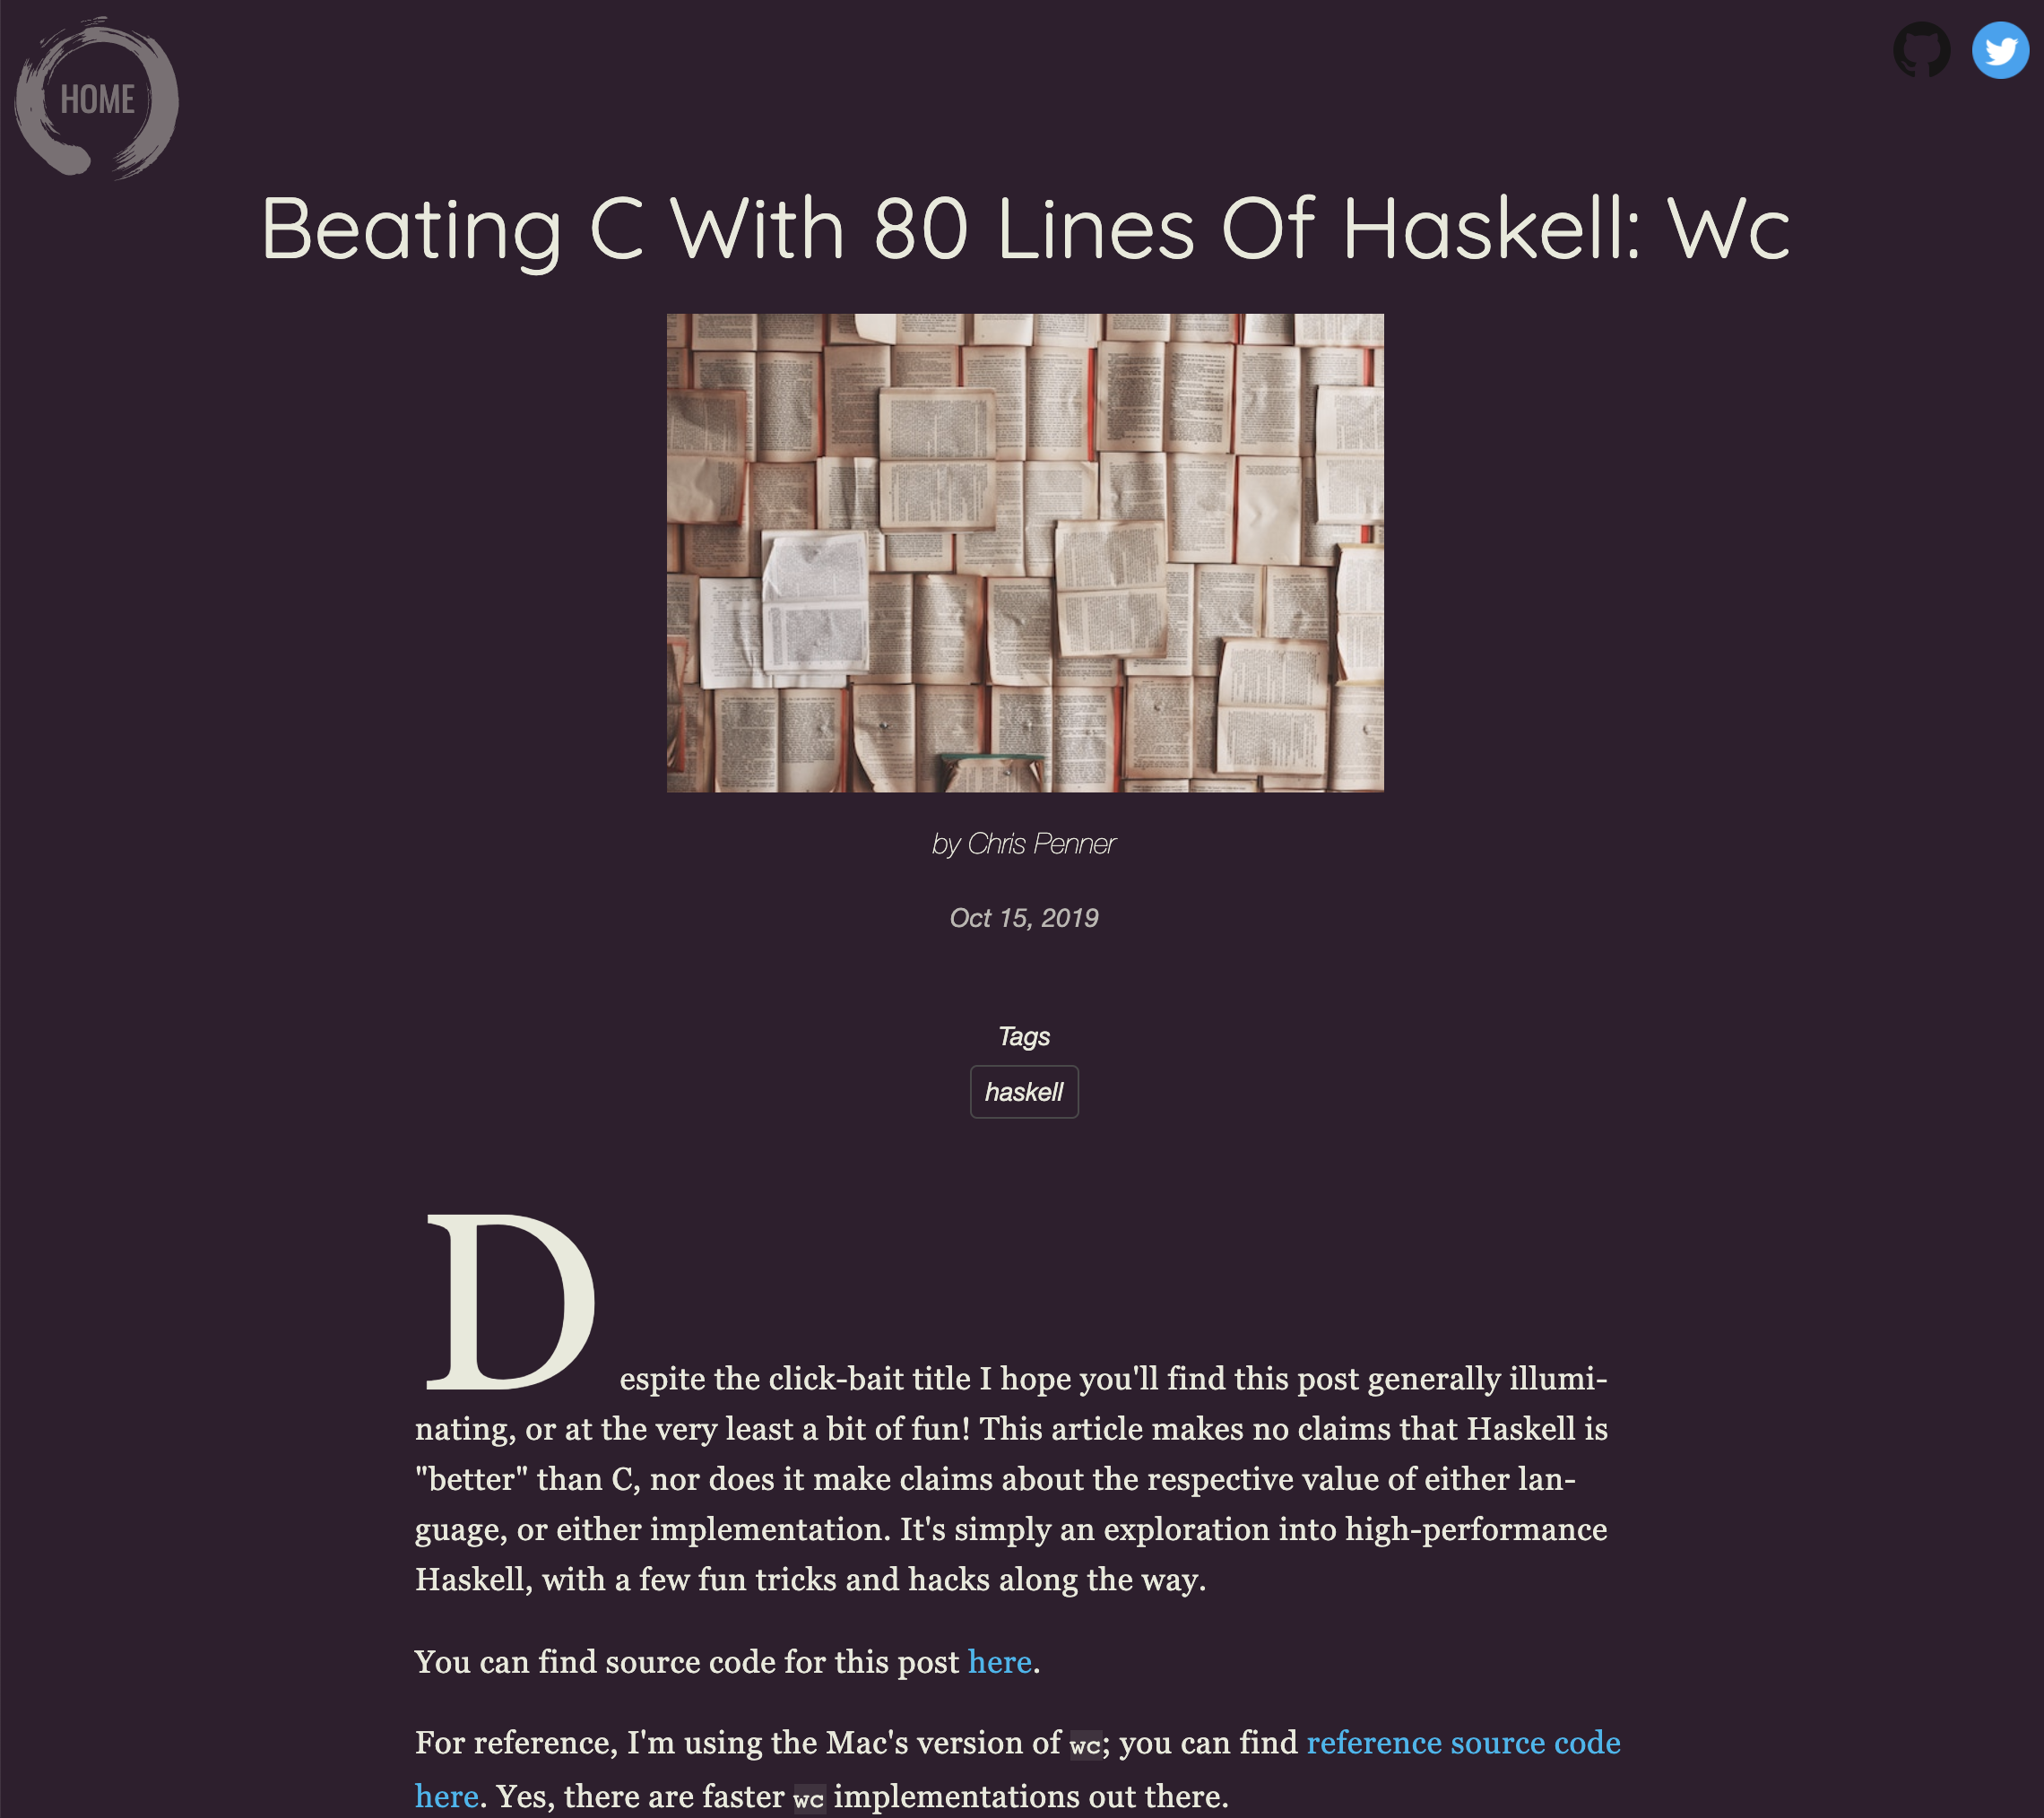 HOME
Beating C With 80 Lines Of Haskell: Wc
by Chris Penner
Oct 15, 2019
Tags
haskell
Despite the click-bait title I hope you'll find this post generally illumi-
nating, or at the very least a bit of fun! This article makes no claims that Haskell is
"better" than C, nor does it make claims about the respective value of either lan-
guage, or either implementation. It's simply an exploration into high-performance
Haskell, with a few fun tricks and hacks along the way.
You can find source code for this post here.
For reference, I'm using the Mac's version of wc; you can find reference source code
here. Yes, there are faster wc implementations out there.